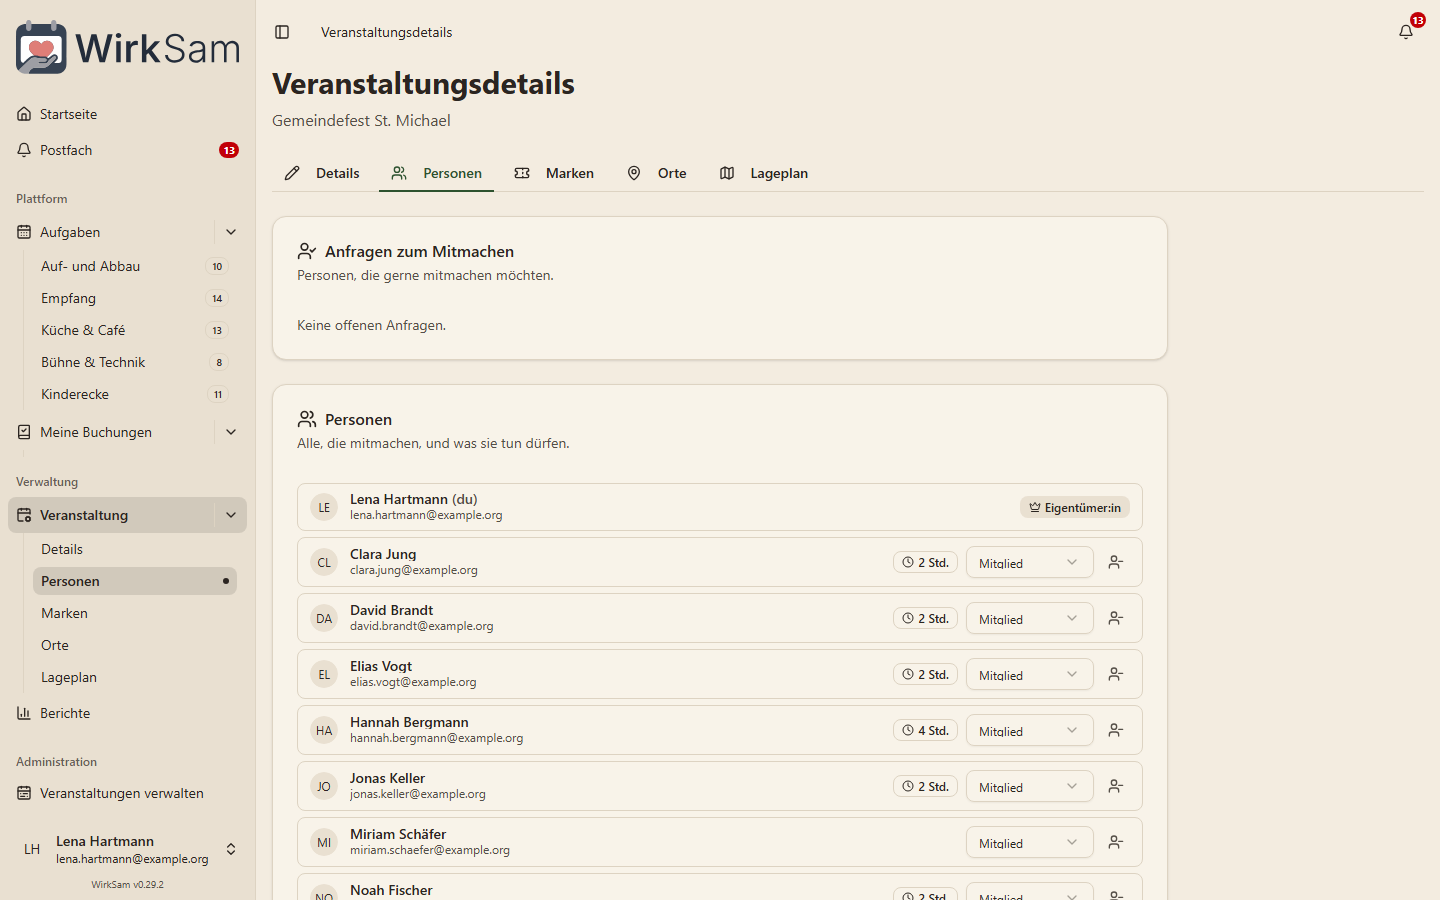 WirkSam
Startseite
Postfach
13
Plattform
Aufgaben
Auf- und Abbau
10
Empfang
14
Küche & Café
13
Bühne & Technik
8
Kinderecke
11
Meine Buchungen
Verwaltung
Veranstaltung
Details
Personen
Marken
Orte
Lageplan
Berichte
Administration
Veranstaltungen verwalten
LH
Lena Hartmann
lena.hartmann@example.org
WirkSam v0.29.2
Veranstaltungsdetails
13
Veranstaltungsdetails
Gemeindefest St. Michael
Details
Personen
Marken
Orte
Lageplan
Anfragen zum Mitmachen
Personen, die gerne mitmachen möchten.
Keine offenen Anfragen.
Personen
Alle, die mitmachen, und was sie tun dürfen.
LE
Lena Hartmann (du)
lena.hartmann@example.org
Eigentümer:in
CL
Clara Jung
clara.jung@example.org
2 Std.
Mitglied
DA
David Brandt
david.brandt@example.org
2 Std.
Mitglied
EL
Elias Vogt
elias.vogt@example.org
2 Std.
Mitglied
HA
Hannah Bergmann
hannah.bergmann@example.org
4 Std.
Mitglied
JO
Jonas Keller
jonas.keller@example.org
2 Std.
Mitglied
MI
Miriam Schäfer
miriam.schaefer@example.org
Mitglied
NO
Noah Fischer
2 Std.
Mitglied